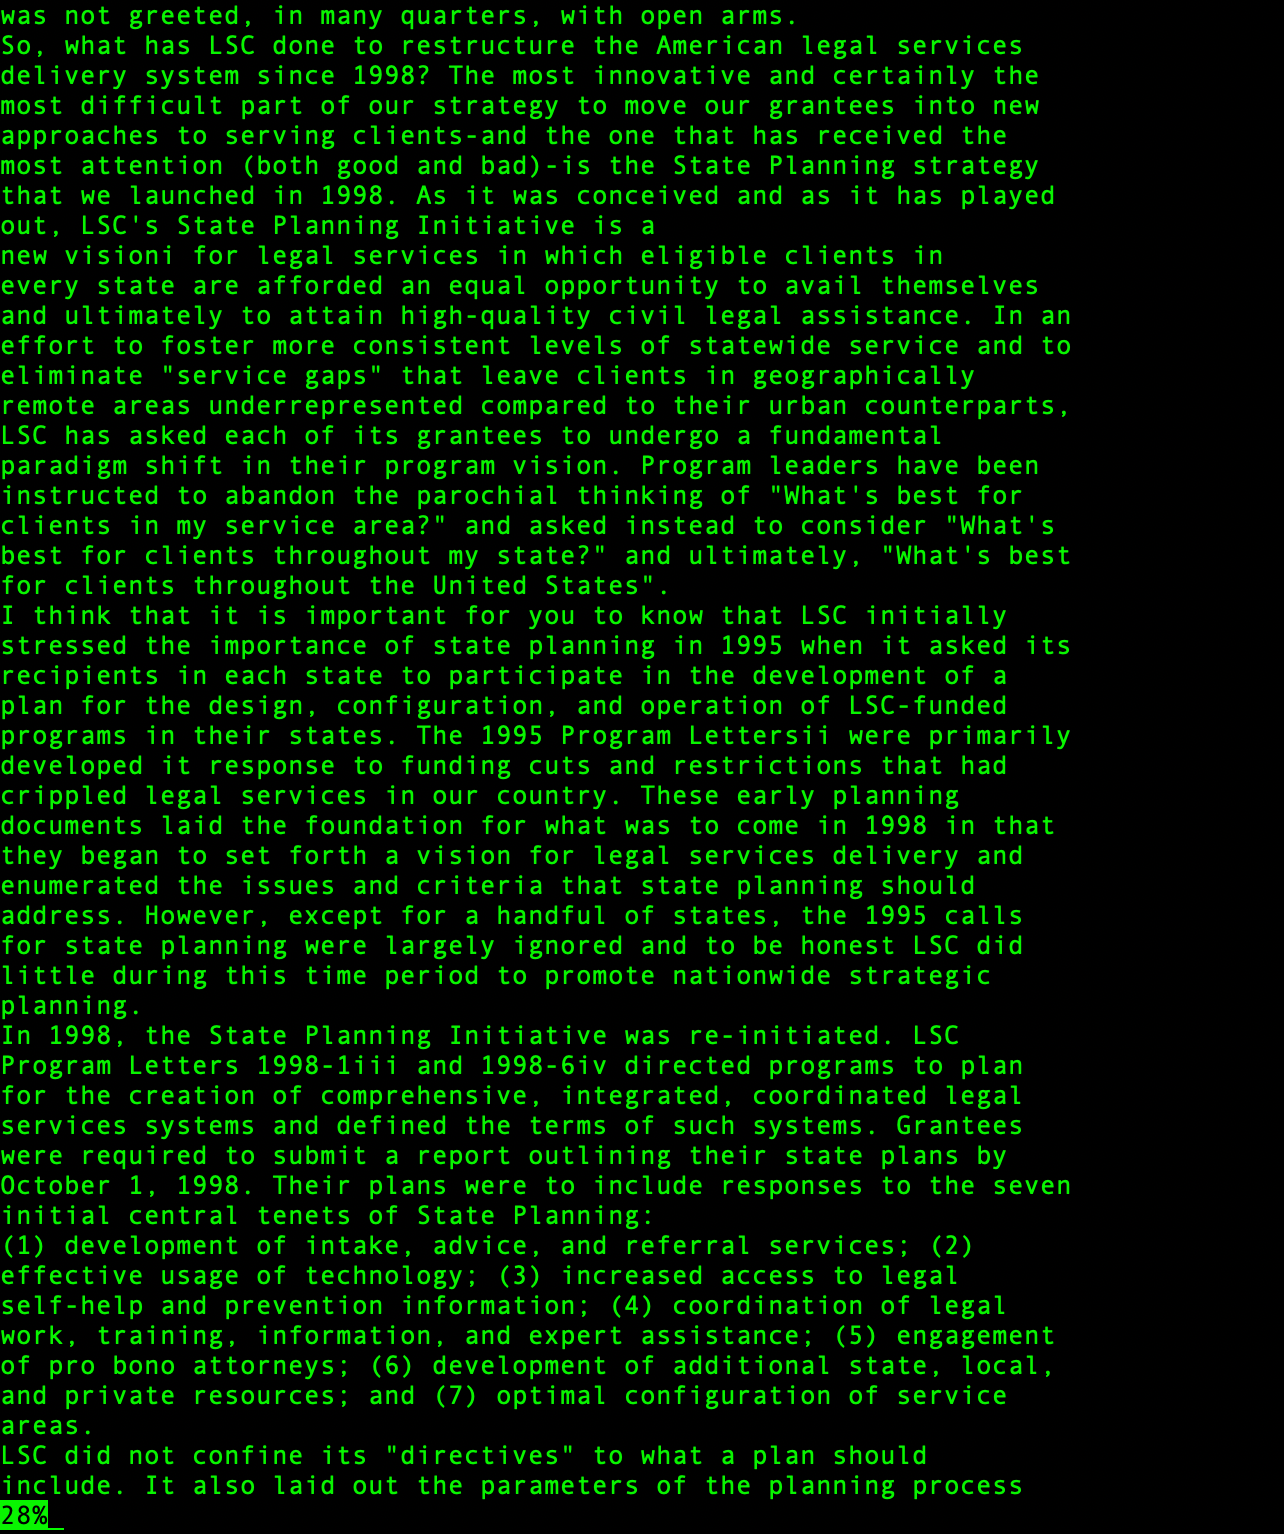 was not greeted, in many quarters, with open arms.
So, what has LSC done to restructure the American legal services
delivery system since 1998? The most innovative and certainly the
most difficult part of our strategy to move our grantees into new
approaches to serving clients-and the one that has received the
most attention (both good and bad)-is the State Planning strategy
that we launched in 1998. As it was conceived and as it has played
out, LSC's State Planning Initiative is a
new visioni for legal services in which eligible clients in
every state are afforded an equal opportunity to avail themselves
and ultimately to attain high-quality civil legal assistance. In an
effort to foster more consistent levels of statewide service and to
eliminate "service gaps" that leave clients in geographically
remote areas underrepresented compared to their urban counterparts,
LSC has asked each of its grantees to undergo a fundamental
paradigm shift in their program vision. Program leaders have been
instructed to abandon the parochial thinking of "What's best for
clients in my service area?" and asked instead to consider "What's
best for clients throughout my state?" and ultimately, "What's best
for clients throughout the United States".
I think that it is important for you to know that LSC initially
stressed the importance of state planning in 1995 when it asked its
recipients in each state to participate in the development of a
plan for the design, configuration, and operation of LSC-funded
programs in their states. The 1995 Program Lettersii were primarily
developed it response to funding cuts and restrictions that had
crippled legal services in our country. These early planning
documents laid the foundation for what was to come in 1998 in that
they began to set forth a vision for legal services delivery and
enumerated the issues and criteria that state planning should
address. However, except for a handful of states, the 1995 calls
for state planning were largely ignored and to be honest LSC did
little during this time period to promote nationwide strategic
planning.
In 1998, the State Planning Initiative was re-initiated. LSC
Program Letters 1998-1iii and 1998-6iv directed programs to plan
for the creation of comprehensive, integrated, coordinated legal
services systems and defined the terms of such systems. Grantees
were required to submit a report outlining their state plans by
October 1, 1998. Their plans were to include responses to the seven
initial central tenets of State Planning:
(1) development of intake, advice, and referral services; (2)
effective usage of technology; (3) increased access to legal
self-help and prevention information; (4) coordination of legal
work, training, information, and expert assistance; (5) engagement
of pro bono attorneys; (6) development of additional state, local,
and private resources; and (7) optimal configuration of service
areas.
LSC did not confine its "directives" to what a plan should
include. It also laid out the parameters of the planning process
28%